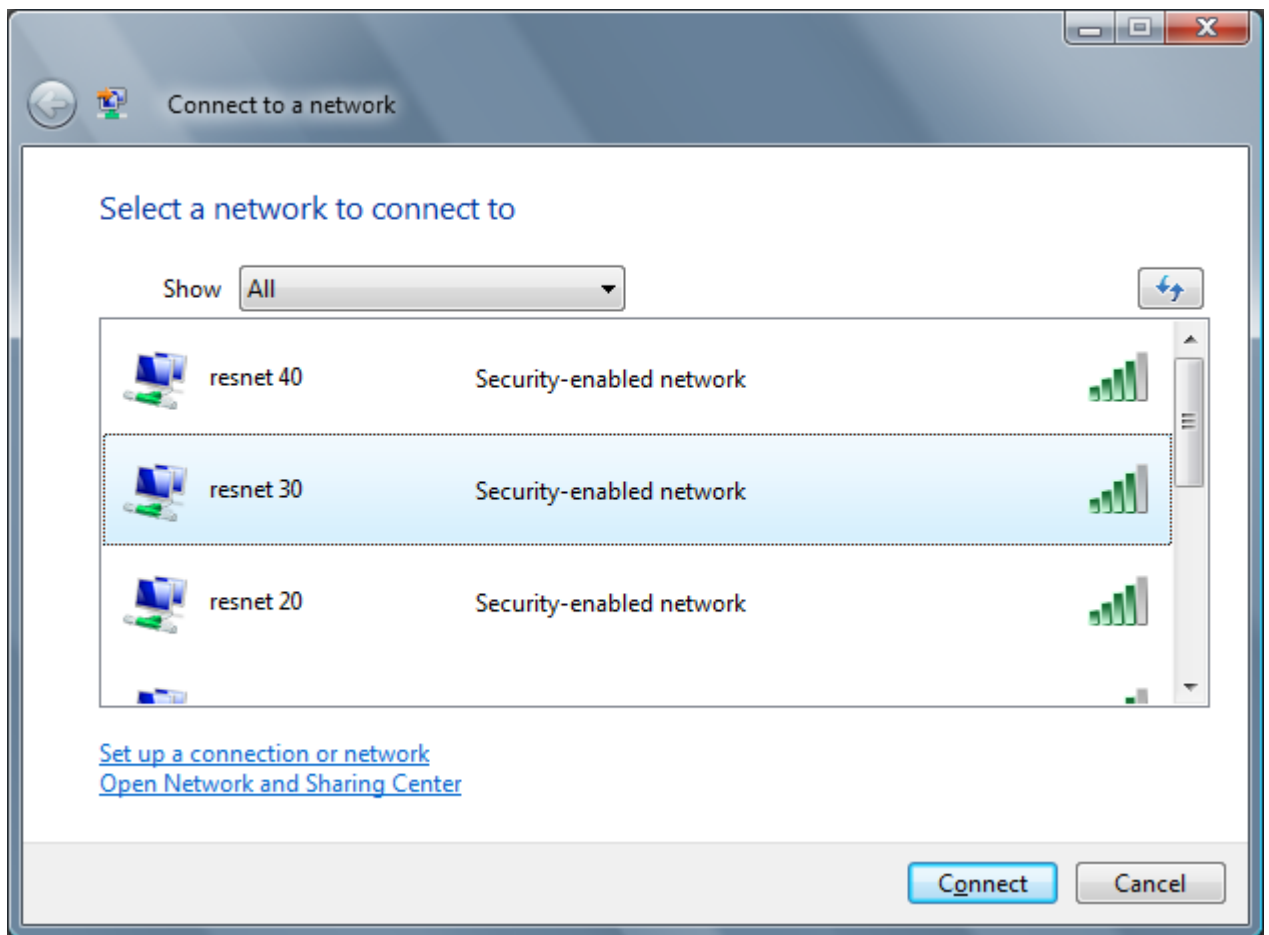 Connect to a network
Select a network to connect to
Show All
resnet 40 Security-enabled network
resnet 30 Security-enabled network
resnet 20 Security-enabled network
Set up a connection or network
Open Network and Sharing Center
Connect Cancel